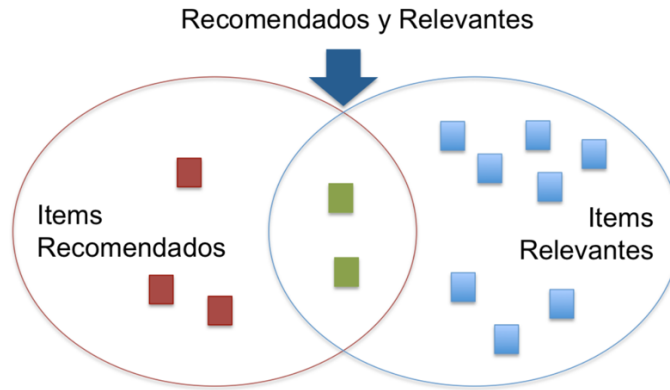 Recomendados y Relevantes
Items
Recomendados
Items
Relevantes